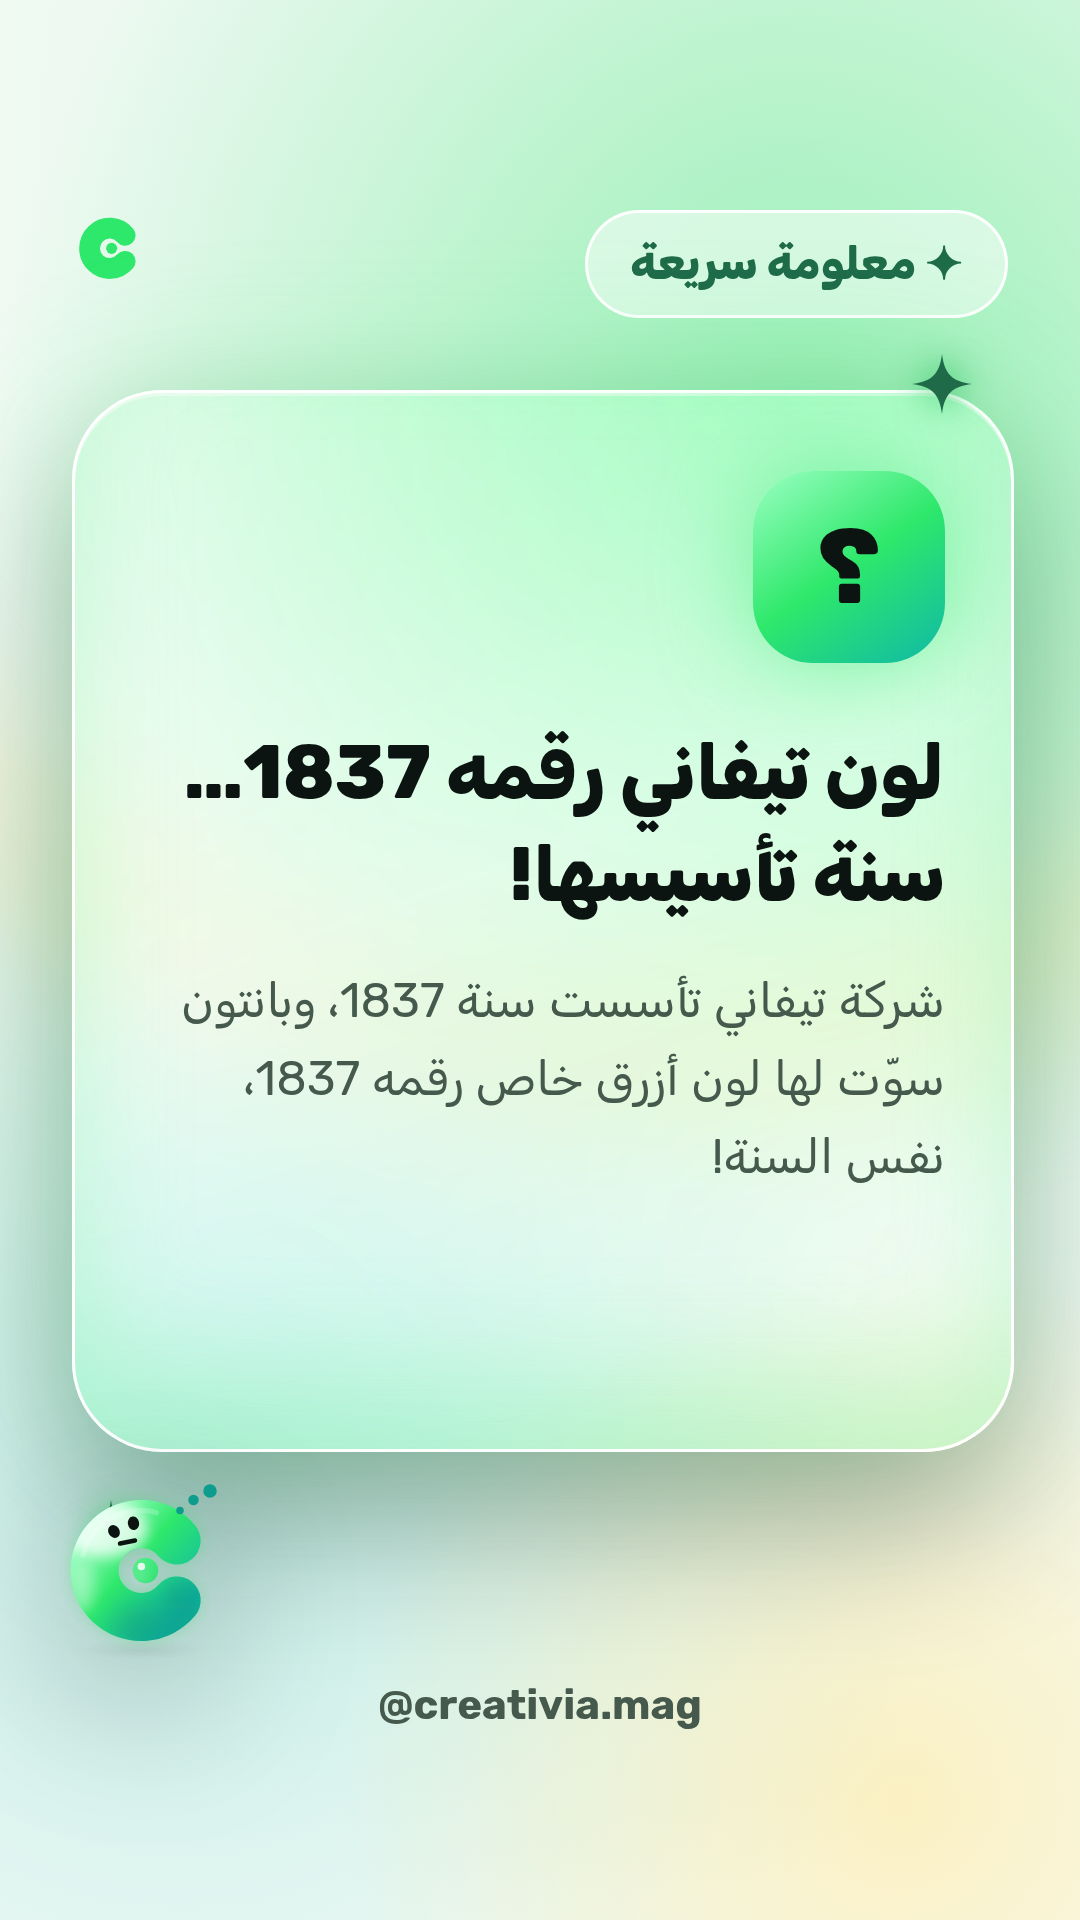 ✦ معلومة سريعة
؟
لون تيفاني رقمه 1837...
سنة تأسيسها!
شركة تيفاني تأسست سنة 1837، وبانتون
سوّت لها لون أزرق خاص رقمه 1837،
نفس السنة!
@creativia.mag